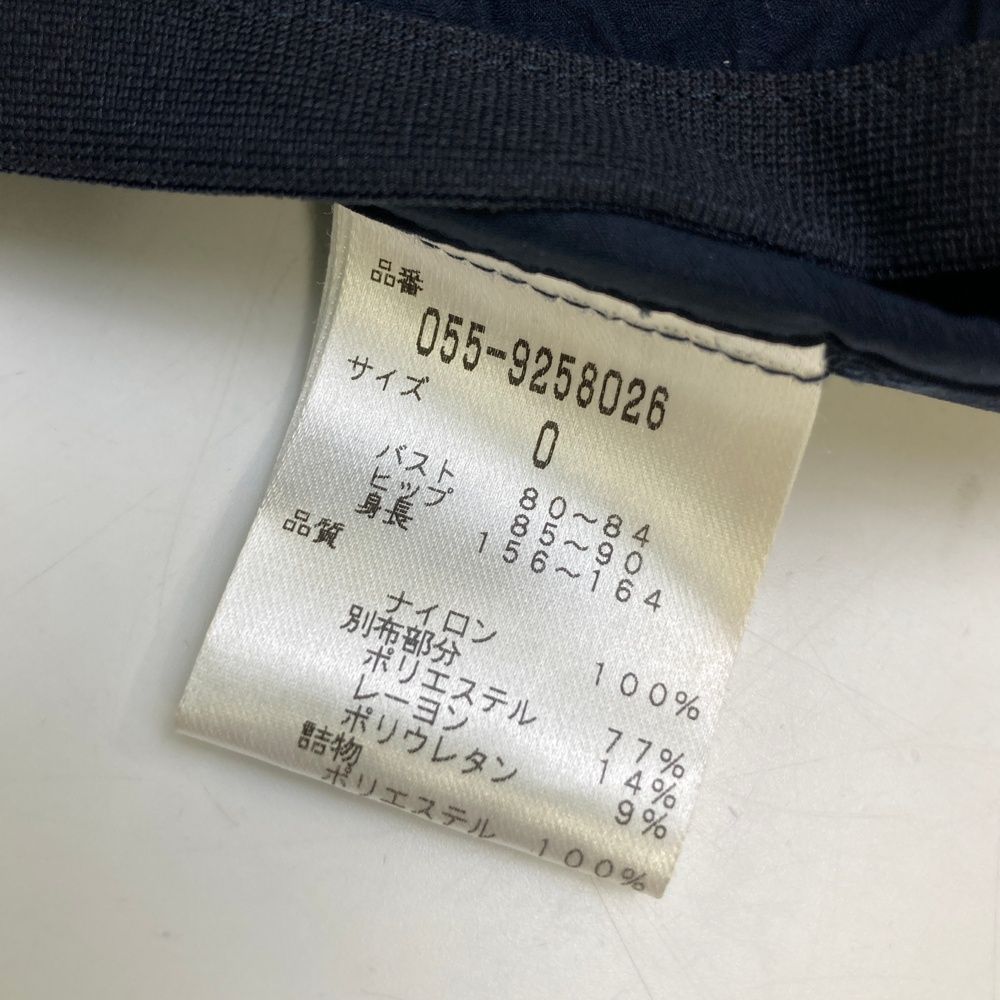 品番
055-9258026
サイズ
0
バスト 80～84
ヒップ 85～90
身長 156～164
品質
ナイロン 100%
別布部分
ポリエステル 77%
レーヨン 14%
ポリウレタン 9%
詰物
ポリエステル 100%